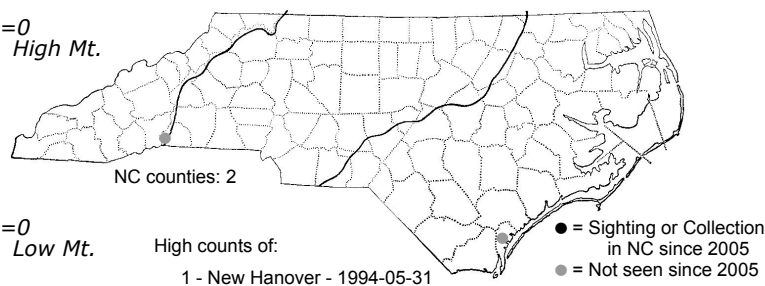 =0
High Mt.
NC counties: 2
=0
Low Mt.
High counts of:
1 - New Hanover - 1994-05-31
● = Sighting or Collection
in NC since 2005
● = Not seen since 2005